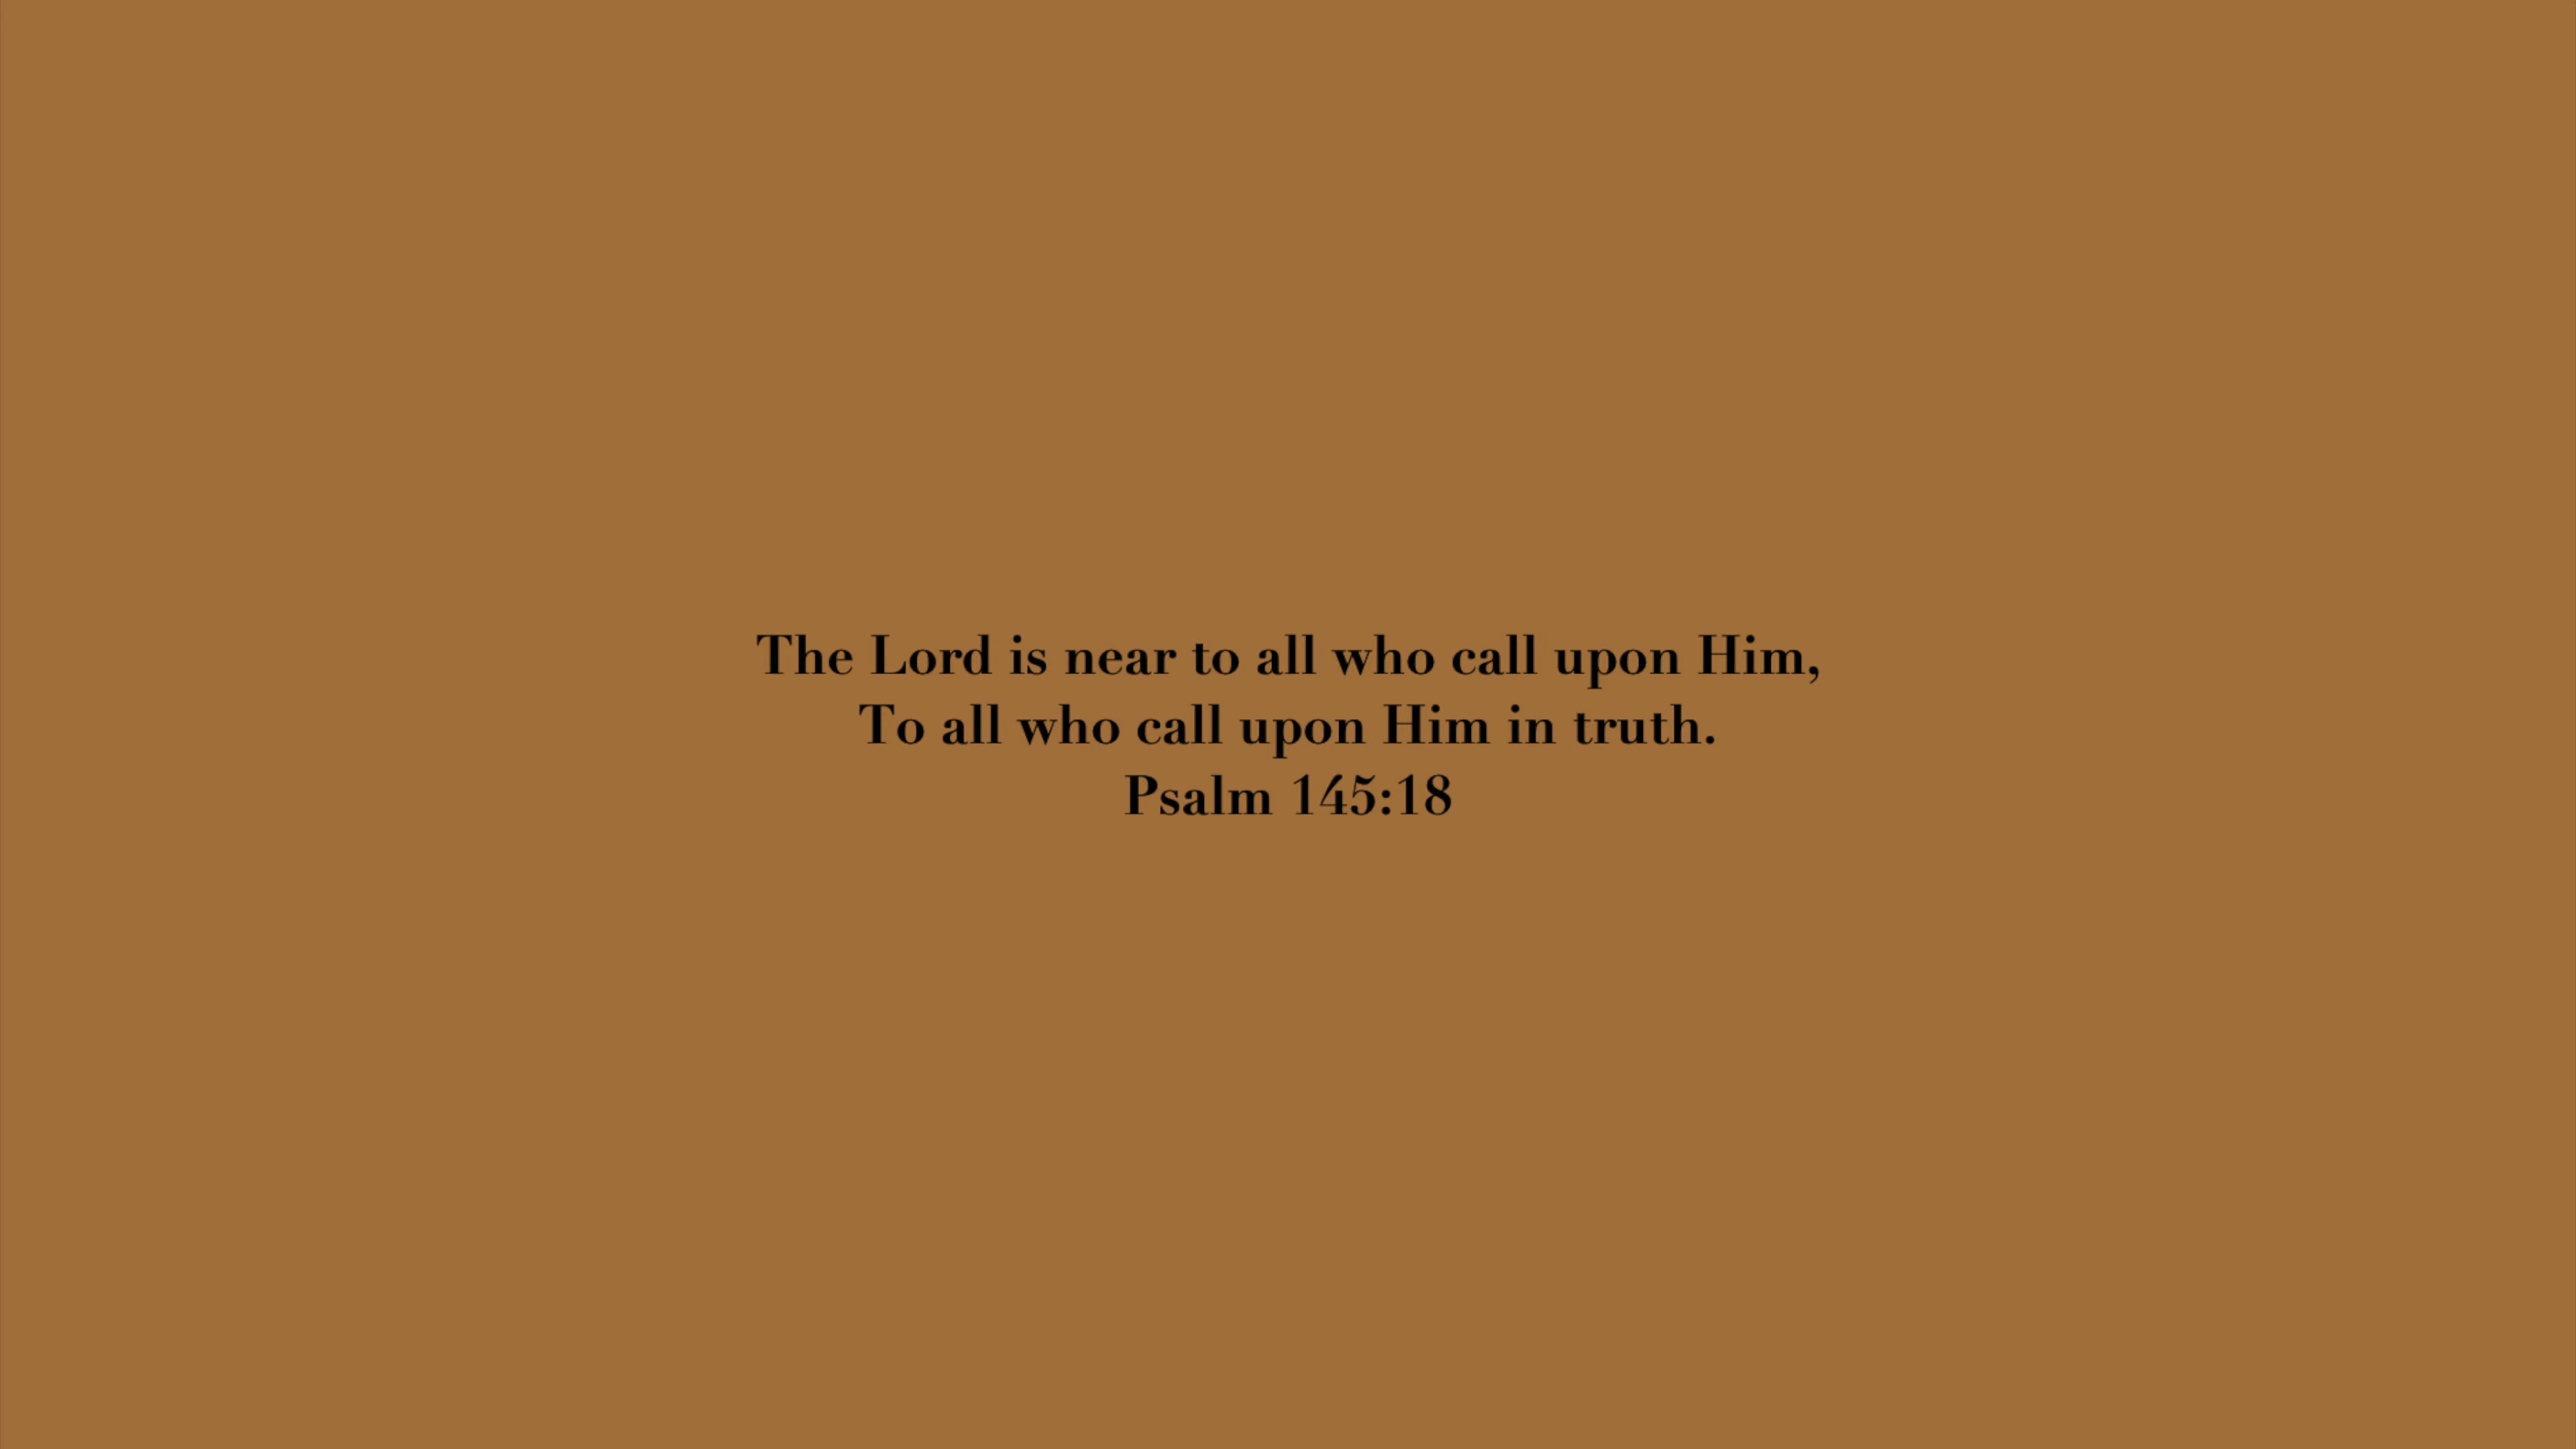 The Lord is near to all who call upon Him,
To all who call upon Him in truth.
Psalm 145:18